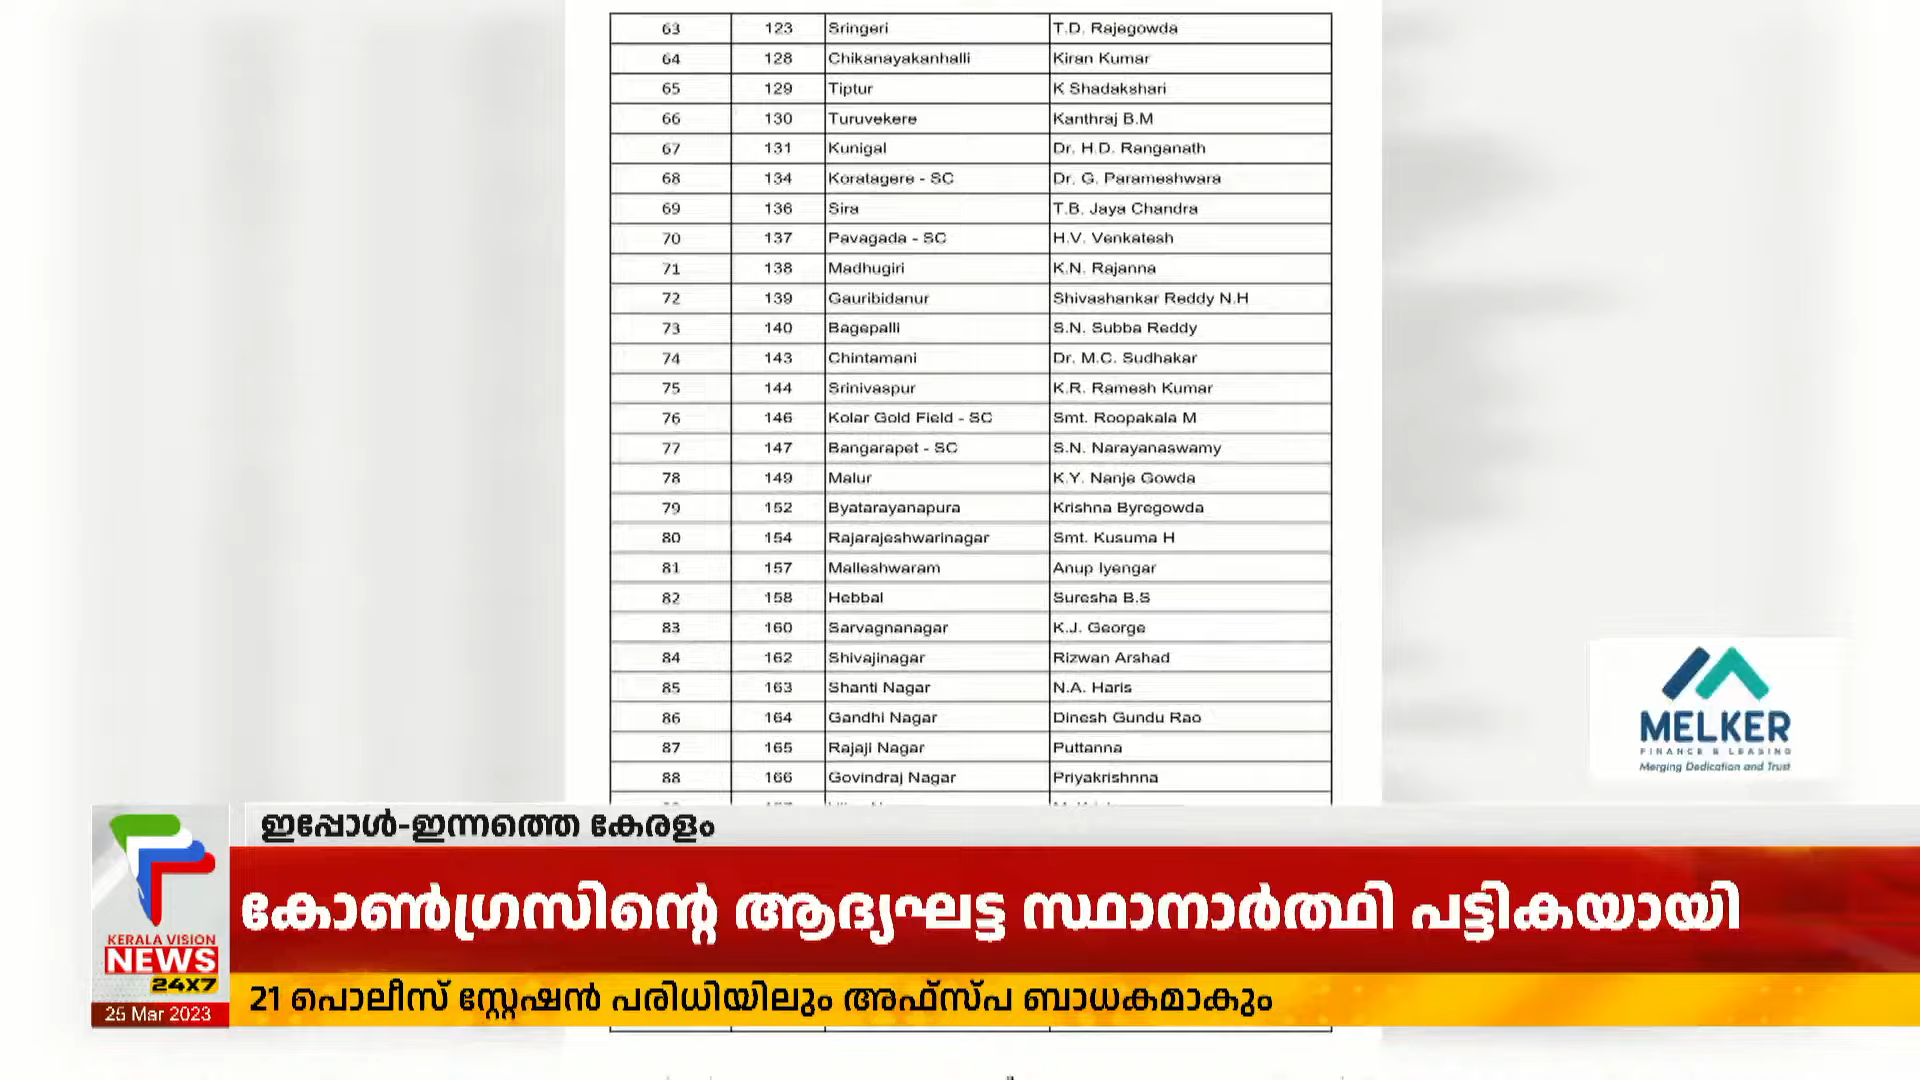 63 123 Sringeri T.D. Rajegowda
64 128 Chikanayakanhalli Kiran Kumar
65 129 Tiptur K Shadakshari
66 130 Turuvekere Kanthraj B.M
67 131 Kunigal Dr. H.D. Ranganath
68 134 Koratagere - SC Dr. G. Parameshwara
69 136 Sira T.B. Jaya Chandra
70 137 Pavagada - SC H.V. Venkatesh
71 138 Madhugiri K.N. Rajanna
72 139 Gauribidanur Shivashankar Reddy N.H
73 140 Bagepalli S.N. Subba Reddy
74 143 Chintamani Dr. M.C. Sudhakar
75 144 Srinivaspur K.R. Ramesh Kumar
76 146 Kolar Gold Field - SC Smt. Roopakala M
77 147 Bangarapet - SC S.N. Narayanaswamy
78 149 Malur K.Y. Nanje Gowda
79 152 Byatarayanapura Krishna Byregowda
80 154 Rajarajeshwarinagar Smt. Kusuma H
81 157 Malleshwaram Anup Iyengar
82 158 Hebbal Suresha B.S
83 160 Sarvagnanagar K.J. George
84 162 Shivajinagar Rizwan Arshad
85 163 Shanti Nagar N.A. Haris
86 164 Gandhi Nagar Dinesh Gundu Rao
87 165 Rajaji Nagar Puttanna
88 166 Govindraj Nagar Priyakrishnna
MELKER
FINANCE & LEASING
Merging Dedication and Trust
ഇപ്പോൾ-ഇന്നത്തെ കേരളം
കോൺഗ്രസിന്റെ ആദ്യഘട്ട സ്ഥാനാർത്ഥി പട്ടികയായി
21 പൊലീസ് സ്റ്റേഷൻ പരിധിയിലും അഫ്സ്പ ബാധകമാകും
KERALA VISION
NEWS
24X7
25 Mar 2023